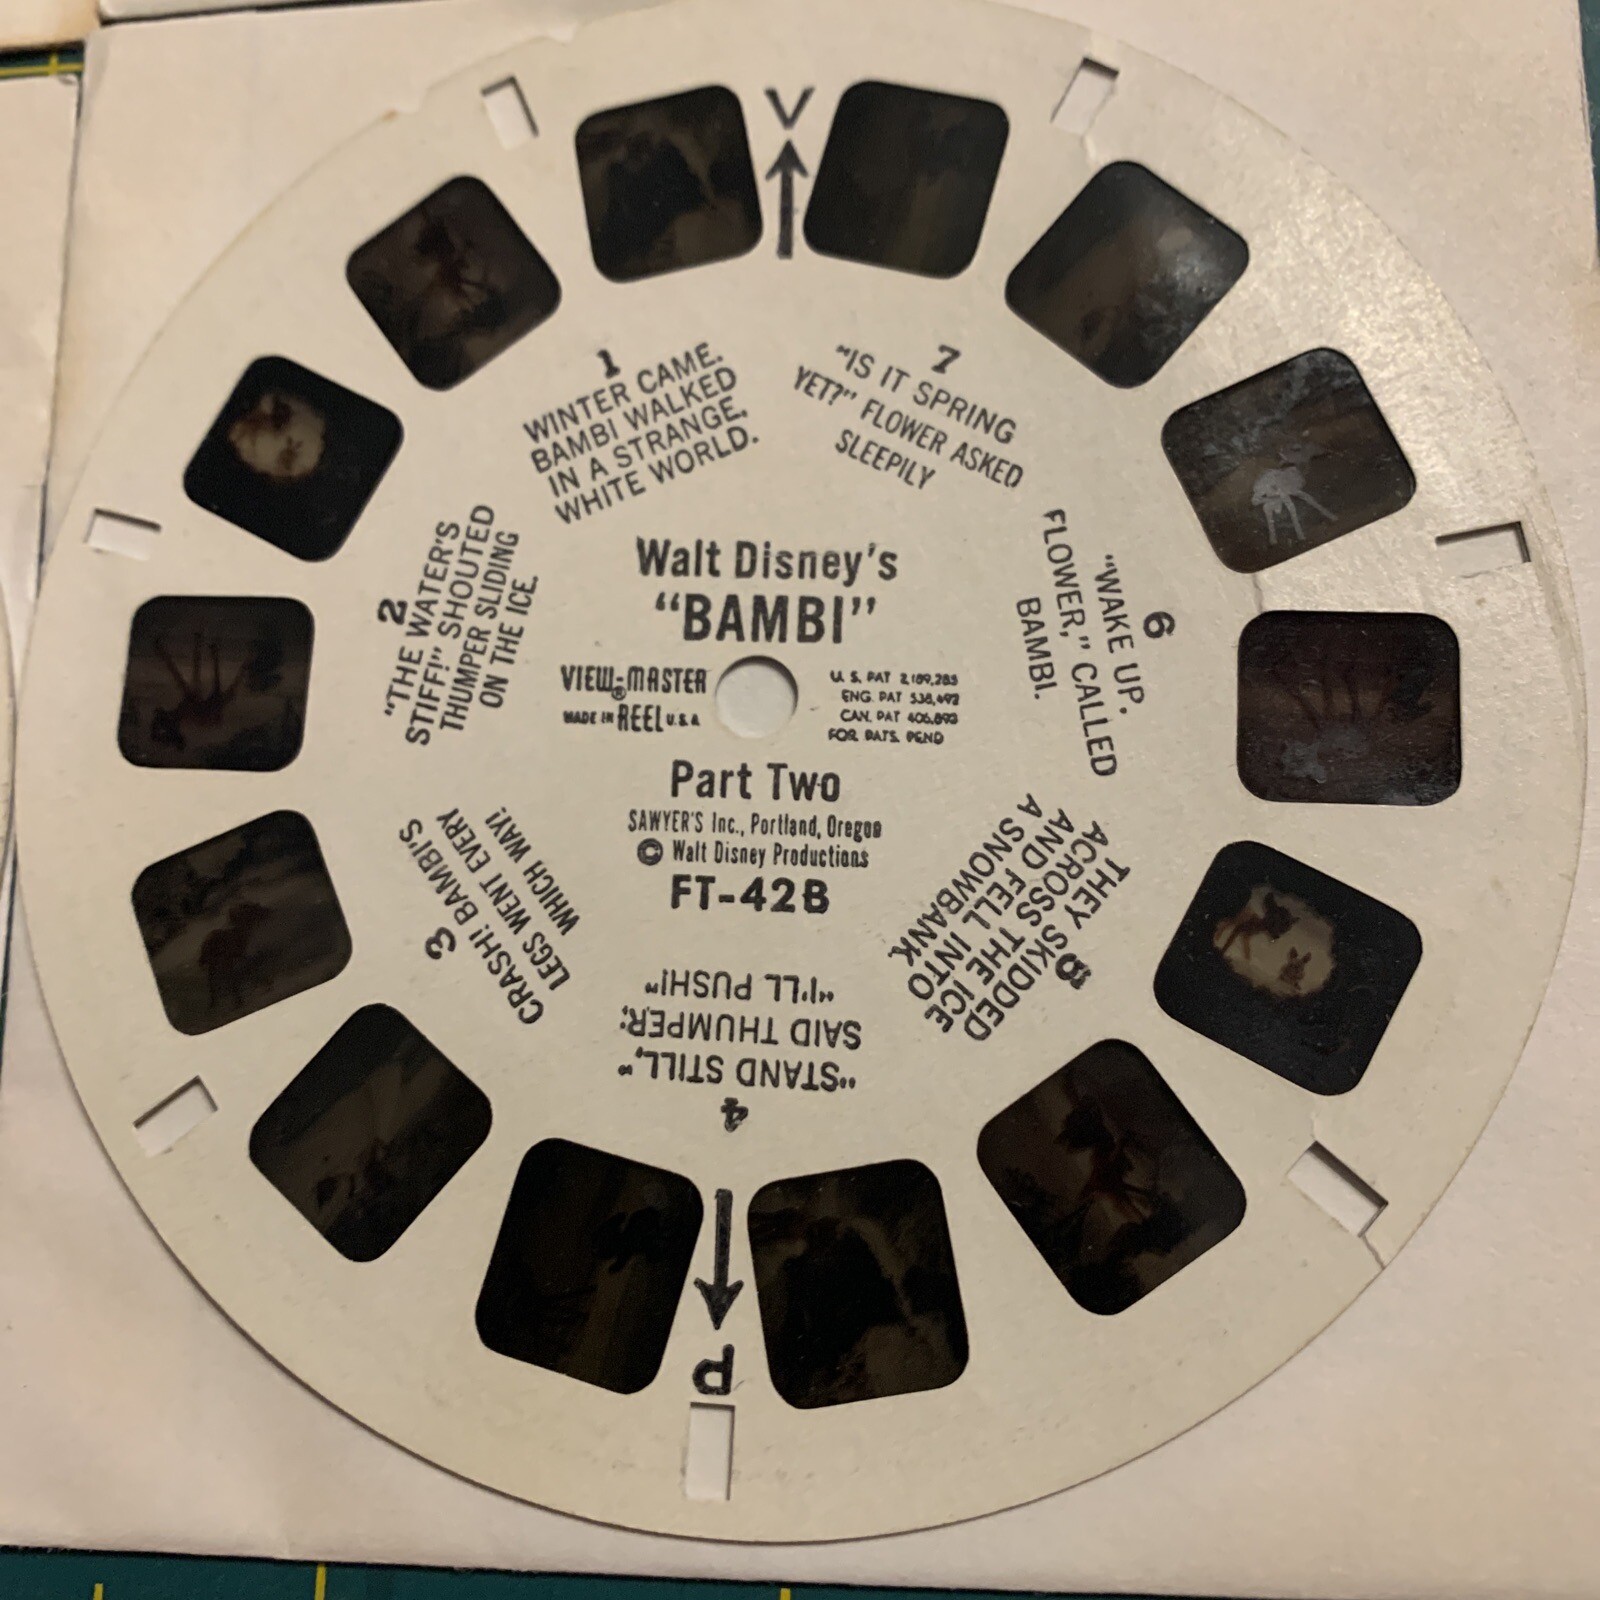 V
1
WINTER CAME.
BAMBI WALKED
IN A STRANGE,
WHITE WORLD.
7
"IS IT SPRING
YET?" FLOWER ASKED
SLEEPILY
2
"THE WATER'S
STIFF!" SHOUTED
THUMPER SLIDING
ON THE ICE.
6
"WAKE UP,
FLOWER," CALLED
BAMBI.
Walt Disney's
"BAMBI"
VIEW-MASTER
®
MADE IN REEL U.S.A.
U. S. PAT 2,189,285
ENG. PAT 538,492
CAN. PAT 406,893
FOR. PATS. PEND
Part Two
SAWYER'S Inc., Portland, Oregon
© Walt Disney Productions
FT-42B
3
CRASH! BAMBI'S
LEGS WENT EVERY
WHICH WAY!
4
"STAND STILL,"
SAID THUMPER;
"I'LL PUSH!"
THEY SKIDDED
ACROSS THE ICE
AND FELL INTO
A SNOWBANK
P